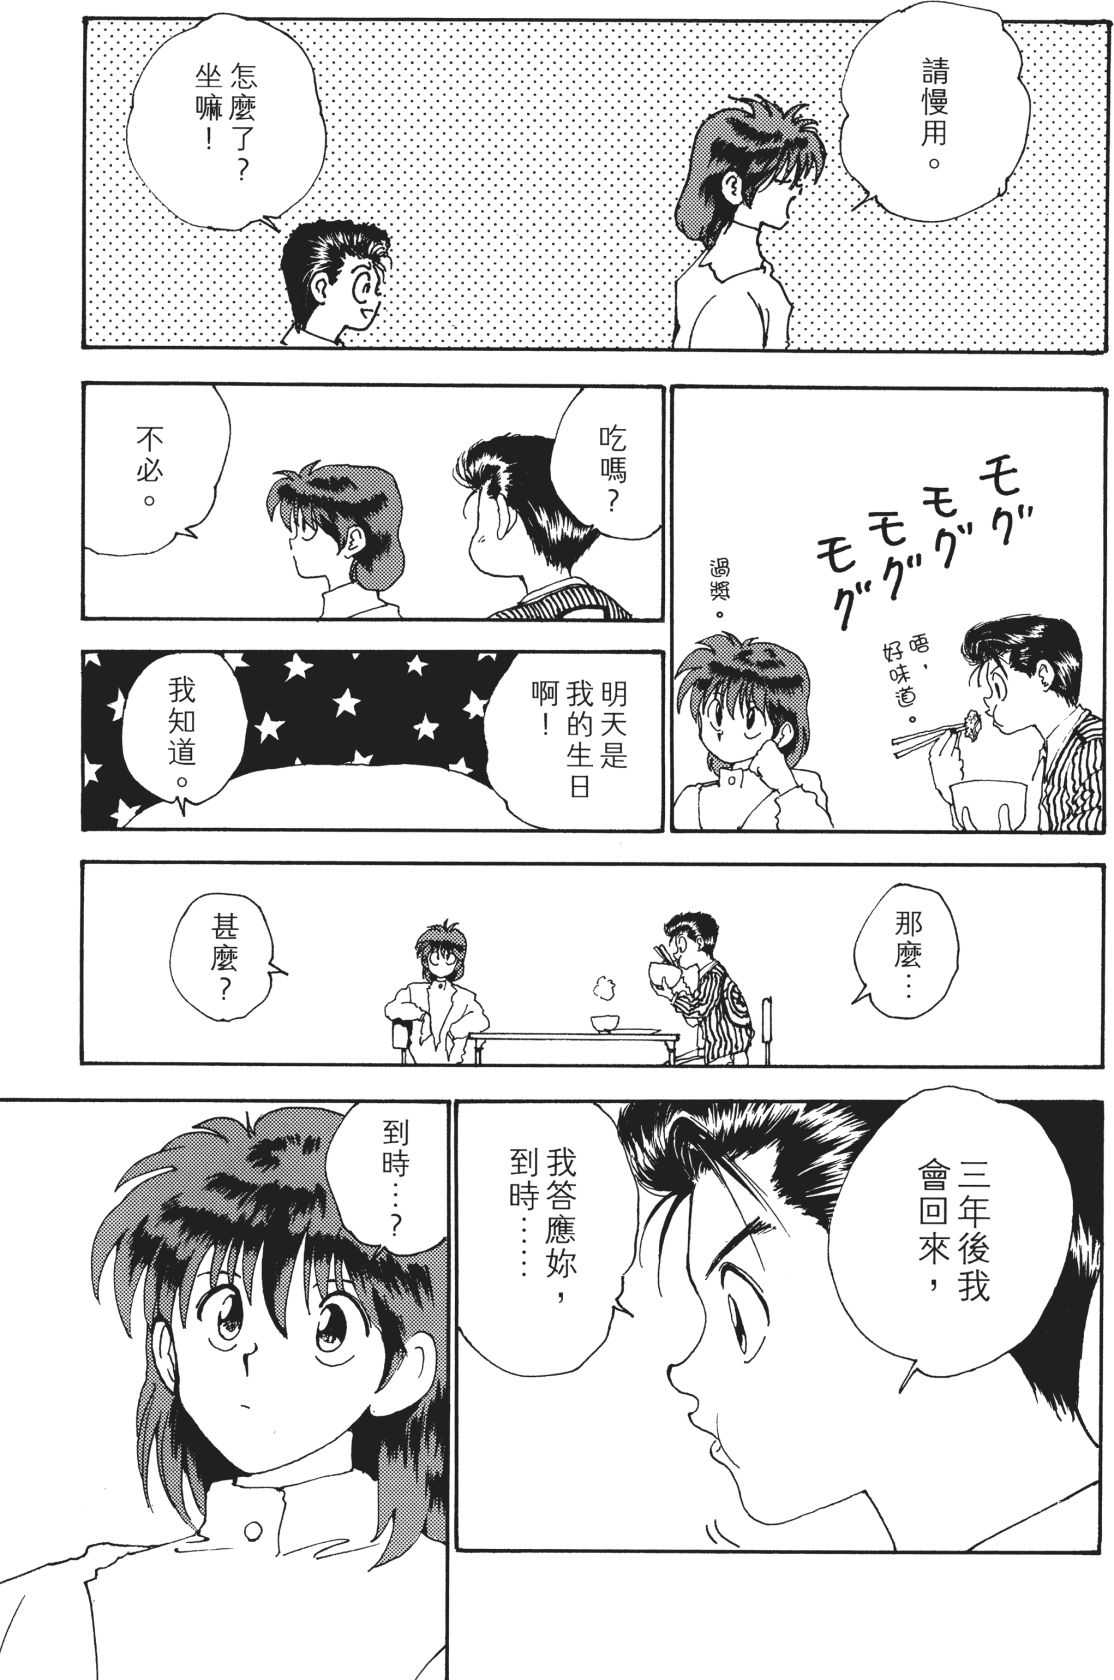 請慢用。
怎麼了？
坐嘛！
モグ
モグ
モグ
モグ
唔，
好味道。
過獎。
吃嗎？
不必。
明天是
我的生日
啊！
我知道。
那麼…
甚麼？
三年後我
會回來，
我答應妳，
到時……
到時…？